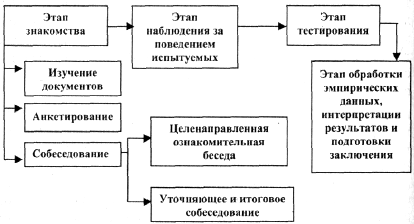 Этап
знакомства
Этап
наблюдения за
поведением
испытуемых
Этап
тестирования
Изучение
документов
Анкетирование
Собеседование
Целенаправленная
ознакомительная
беседа
Уточняющее и итоговое
собеседование
Этап обработки
эмпирических
данных,
интерпретации
результатов и
подготовки
заключения